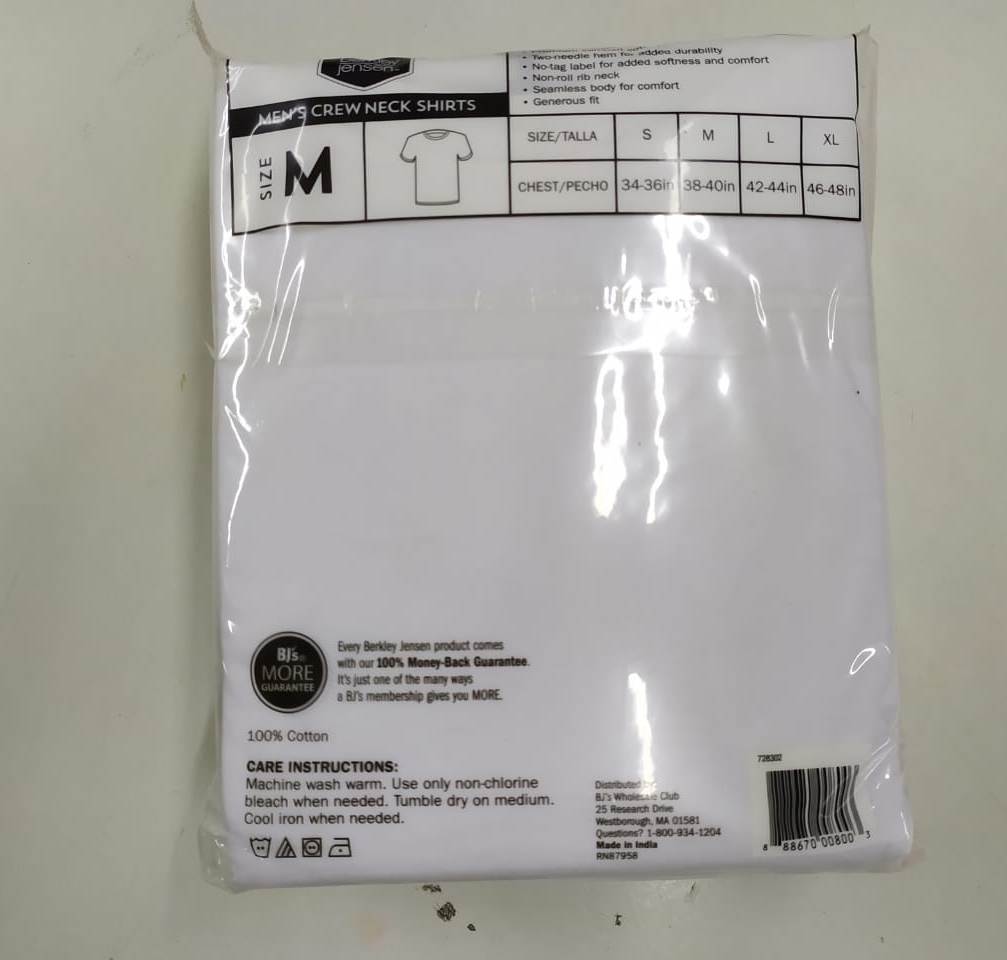 jensen
• Two-needle hem for added durability
• No-tag label for added softness and comfort
• Non-roll rib neck
• Seamless body for comfort
• Generous fit
MEN'S CREW NECK SHIRTS
SIZE M
SIZE/TALLA S M L XL
CHEST/PECHO 34-36in 38-40in 42-44in 46-48in
BJ's
MORE
GUARANTEE
Every Berkley Jensen product comes
with our 100% Money-Back Guarantee.
It's just one of the many ways
a BJ's membership gives you MORE.
100% Cotton
CARE INSTRUCTIONS:
Machine wash warm. Use only non-chlorine
bleach when needed. Tumble dry on medium.
Cool iron when needed.
Distributed by:
BJ's Wholesale Club
25 Research Drive
Westborough, MA 01581
Questions? 1-800-934-1204
Made in India
RN87958
728302
8 88670 00800 3